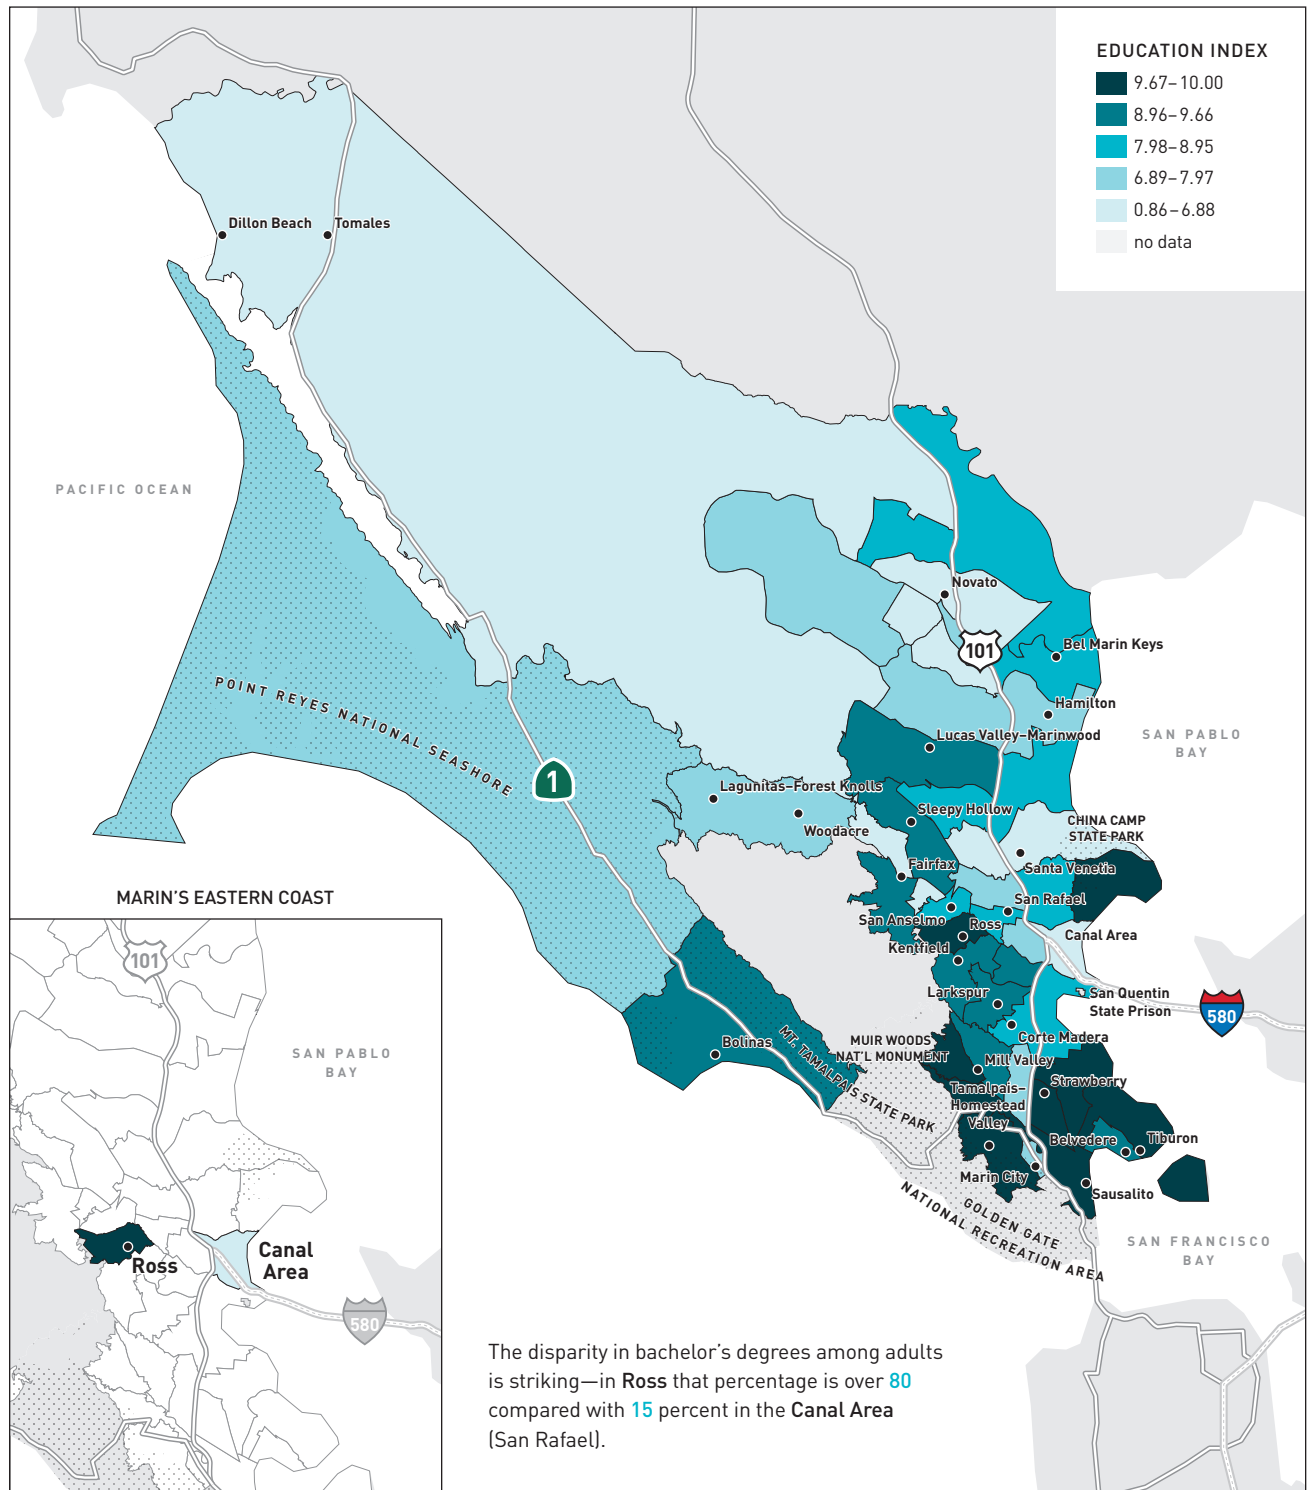 EDUCATION INDEX
9.67–10.00
8.96–9.66
7.98–8.95
6.89–7.97
0.86–6.88
no data
Dillon Beach
Tomales
PACIFIC OCEAN
Novato
101
Bel Marin Keys
POINT REYES NATIONAL SEASHORE
Hamilton
Lucas Valley–Marinwood
SAN PABLO
BAY
1
Lagunitas–Forest Knolls
Sleepy Hollow
Woodacre
CHINA CAMP
STATE PARK
Fairfax
Santa Venetia
San Rafael
San Anselmo
Ross
Canal Area
Kentfield
Larkspur
San Quentin
State Prison
580
Corte Madera
Bolinas
MUIR WOODS
NAT’L MONUMENT
MT. TAMALPAIS STATE PARK
Mill Valley
Strawberry
Tamalpais–
Homestead
Valley
Belvedere
Tiburon
Marin City
Sausalito
GOLDEN GATE
NATIONAL RECREATION AREA
SAN FRANCISCO
BAY
MARIN’S EASTERN COAST
101
SAN PABLO
BAY
Ross
Canal
Area
580
The disparity in bachelor’s degrees among adults
is striking—in Ross that percentage is over 80
compared with 15 percent in the Canal Area
(San Rafael).